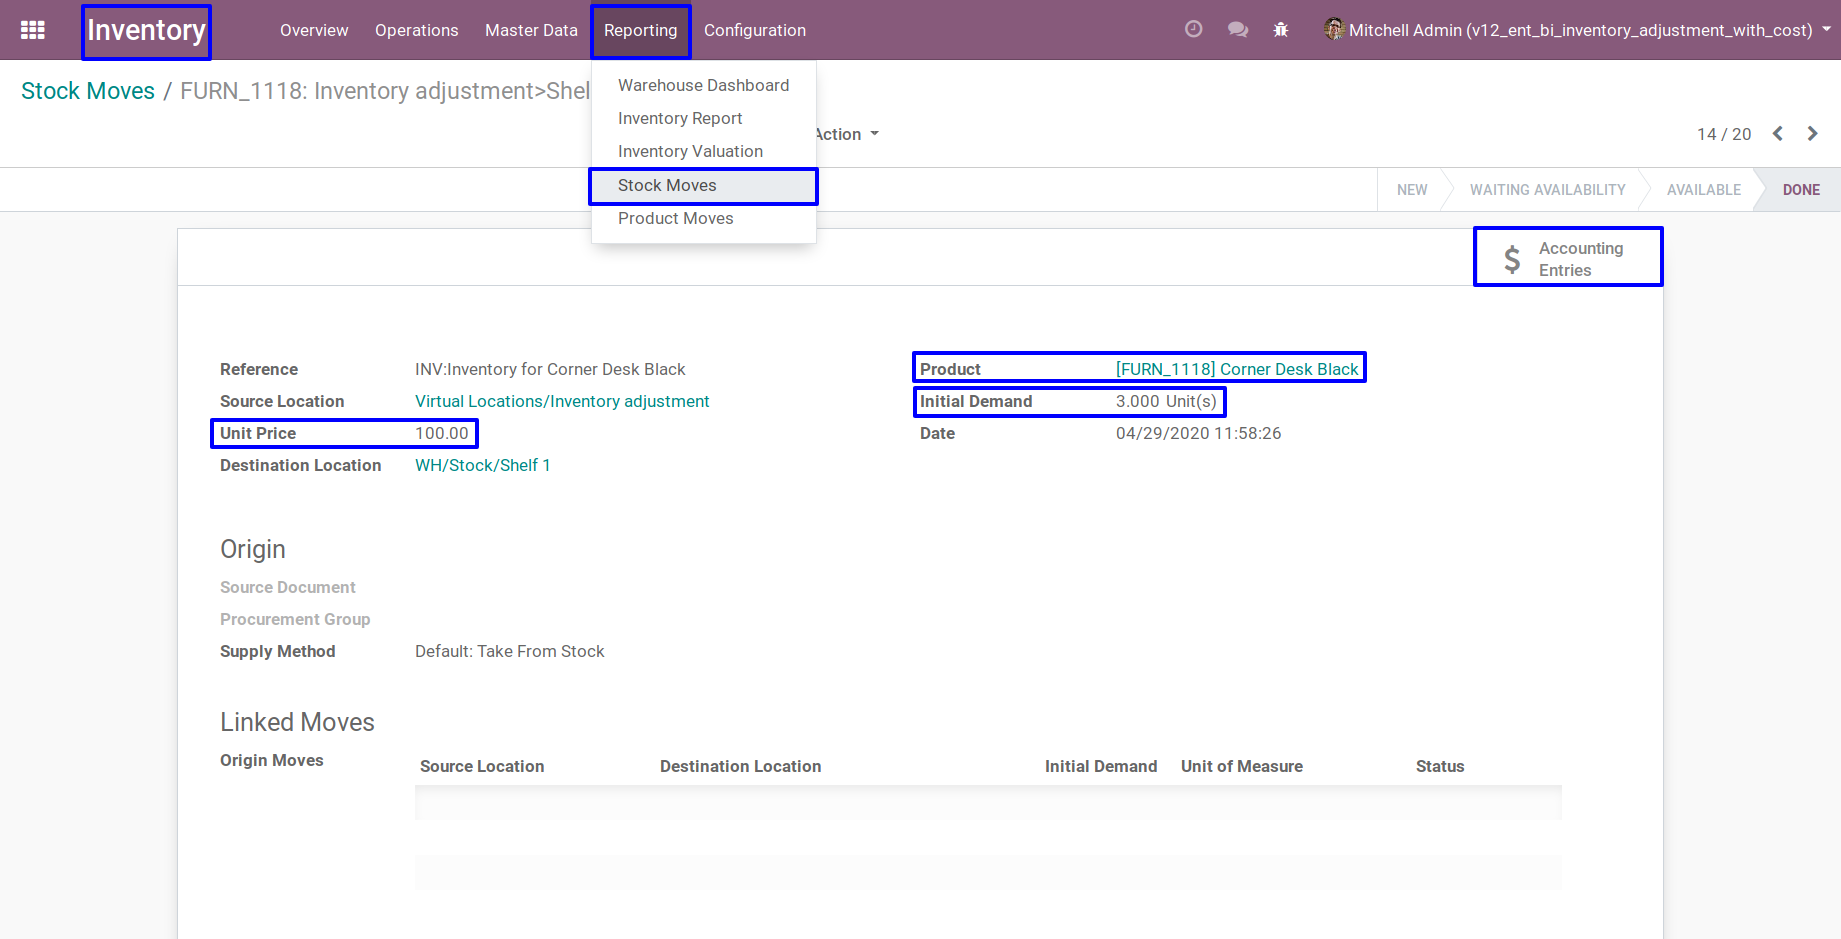 Inventory Overview Operations Master Data Reporting Configuration Mitchell Admin (v12_ent_bi_inventory_adjustment_with_cost)
Stock Moves / FURN_1118: Inventory adjustment>Shel
Warehouse Dashboard
Inventory Report
Inventory Valuation
Stock Moves
Product Moves
Action 14 / 20
NEW WAITING AVAILABILITY AVAILABLE DONE
$ Accounting
Entries
Reference INV:Inventory for Corner Desk Black
Source Location Virtual Locations/Inventory adjustment
Unit Price 100.00
Destination Location WH/Stock/Shelf 1
Product [FURN_1118] Corner Desk Black
Initial Demand 3.000 Unit(s)
Date 04/29/2020 11:58:26
Origin
Source Document
Procurement Group
Supply Method Default: Take From Stock
Linked Moves
Origin Moves
Source Location Destination Location Initial Demand Unit of Measure Status